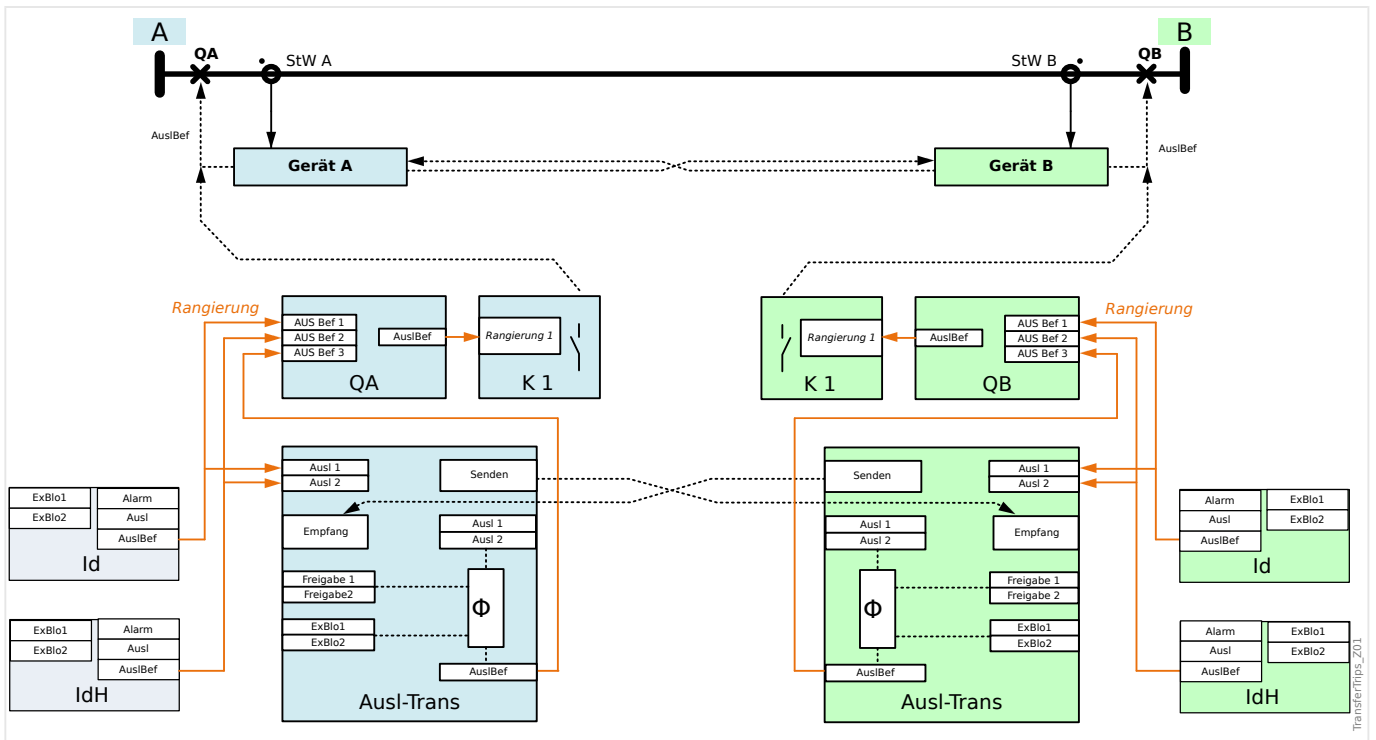 A
B
QA
StW A
StW B
QB
AuslBef
AuslBef
Gerät A
Gerät B
Rangierung
Rangierung
AUS Bef 1
AUS Bef 2
AUS Bef 3
AuslBef
QA
Rangierung 1
K 1
Rangierung 1
K 1
AuslBef
AUS Bef 1
AUS Bef 2
AUS Bef 3
QB
ExBlo1
ExBlo2
Alarm
Ausl
AuslBef
Id
ExBlo1
ExBlo2
Alarm
Ausl
AuslBef
IdH
Ausl 1
Ausl 2
Senden
Empfang
Ausl 1
Ausl 2
Freigabe 1
Freigabe2
Φ
ExBlo1
ExBlo2
AuslBef
Ausl-Trans
Senden
Ausl 1
Ausl 2
Ausl 1
Ausl 2
Empfang
Φ
Freigabe 1
Freigabe 2
ExBlo1
ExBlo2
AuslBef
Ausl-Trans
Alarm
Ausl
AuslBef
ExBlo1
ExBlo2
Id
Alarm
Ausl
AuslBef
ExBlo1
ExBlo2
IdH
TransferTrips_Z01